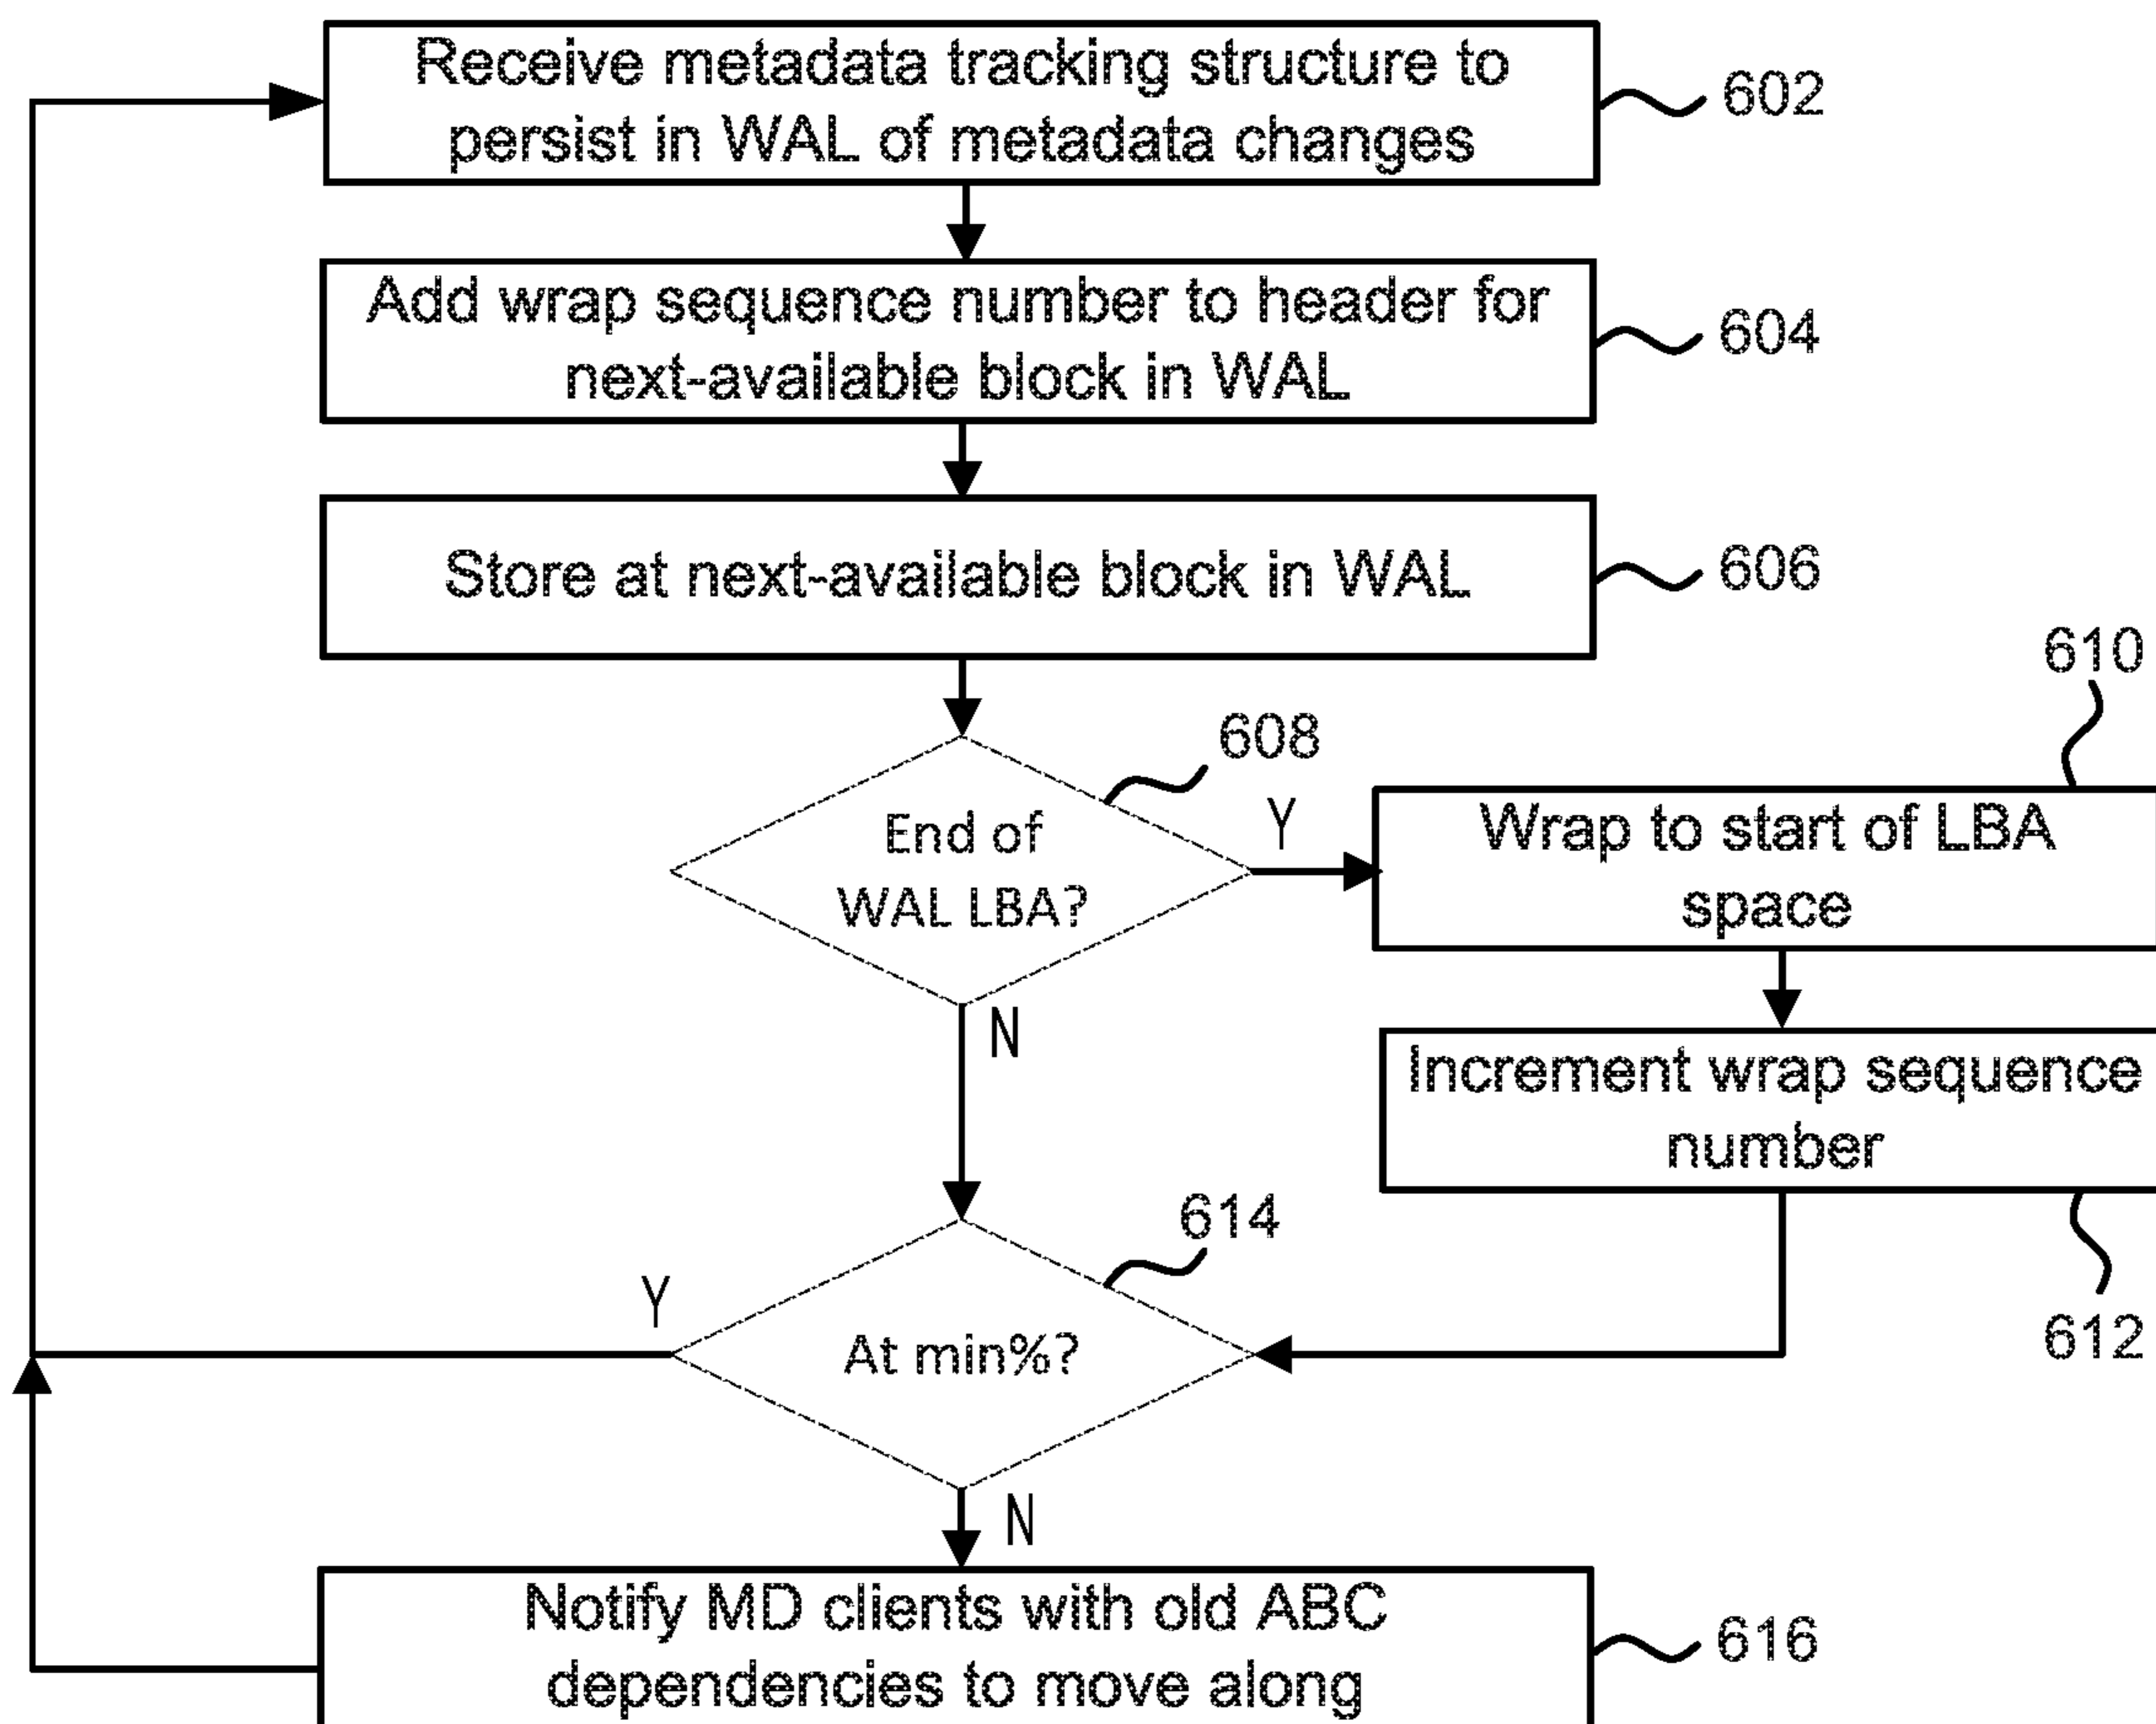 Receive metadata tracking structure to
persist in WAL of metadata changes
602
Add wrap sequence number to header for
next-available block in WAL
604
Store at next-available block in WAL
606
610
608
End of
WAL LBA?
Y
Wrap to start of LBA
space
N
Increment wrap sequence
number
614
612
Y
At min%?
N
Notify MD clients with old ABC
dependencies to move along
616